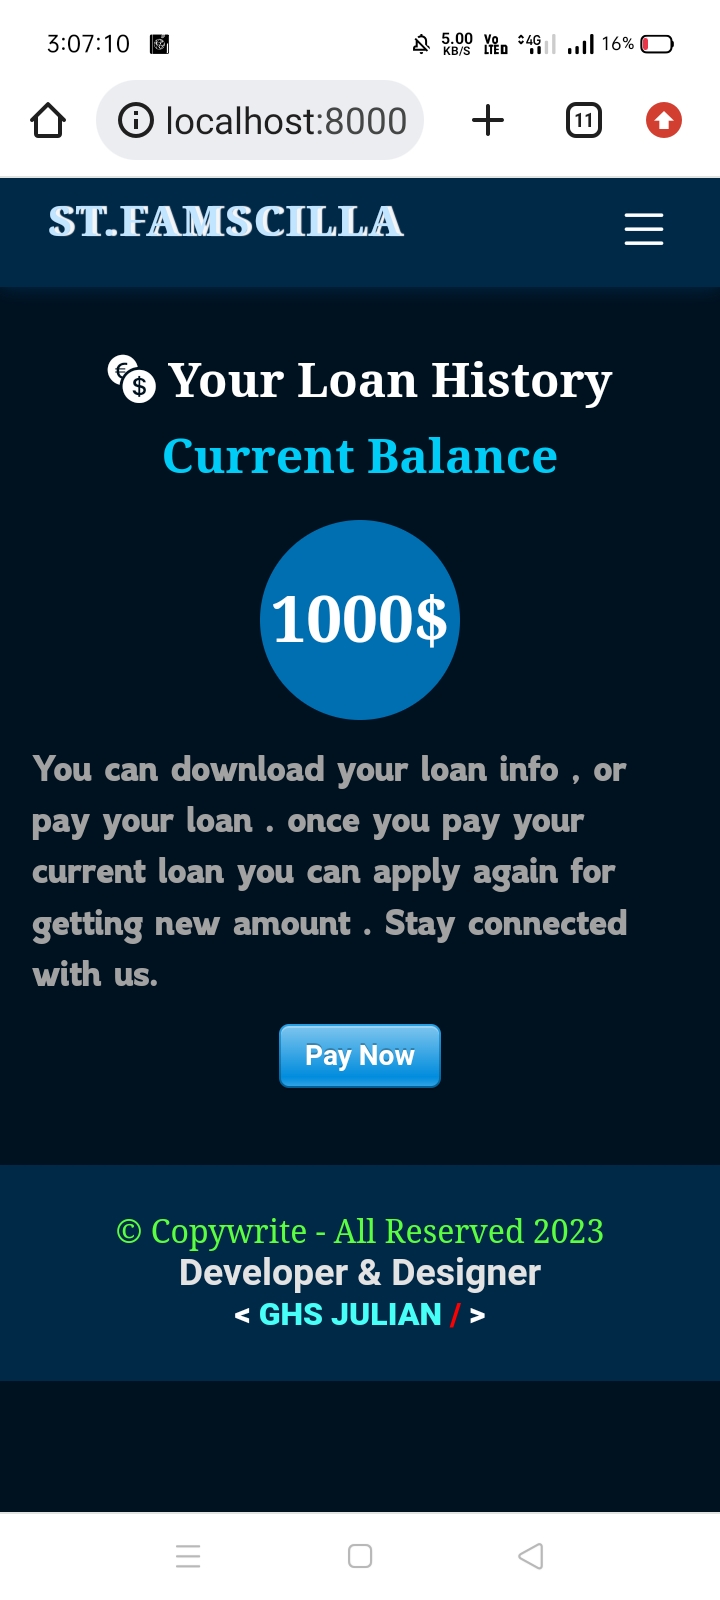 3:07:10 5.00 KB/S Vo LTED 4G 16%
localhost:8000 11
ST.FAMSCILLA
€ $ Your Loan History
Current Balance
1000$
You can download your loan info , or
pay your loan . once you pay your
current loan you can apply again for
getting new amount . Stay connected
with us.
Pay Now
© Copywrite - All Reserved 2023
Developer & Designer
< GHS JULIAN / >